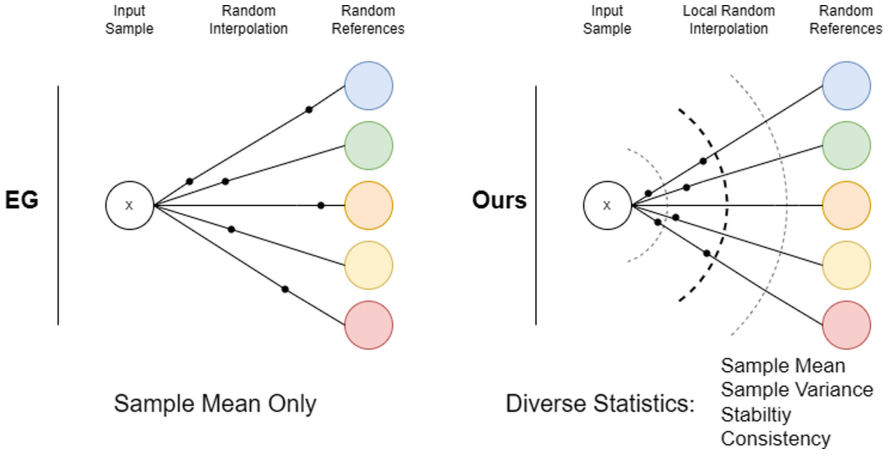 Input
Sample
Random
Interpolation
Random
References
EG
x
Sample Mean Only
Input
Sample
Local Random
Interpolation
Random
References
Ours
x
Diverse Statistics:
Sample Mean
Sample Variance
Stabiltiy
Consistency